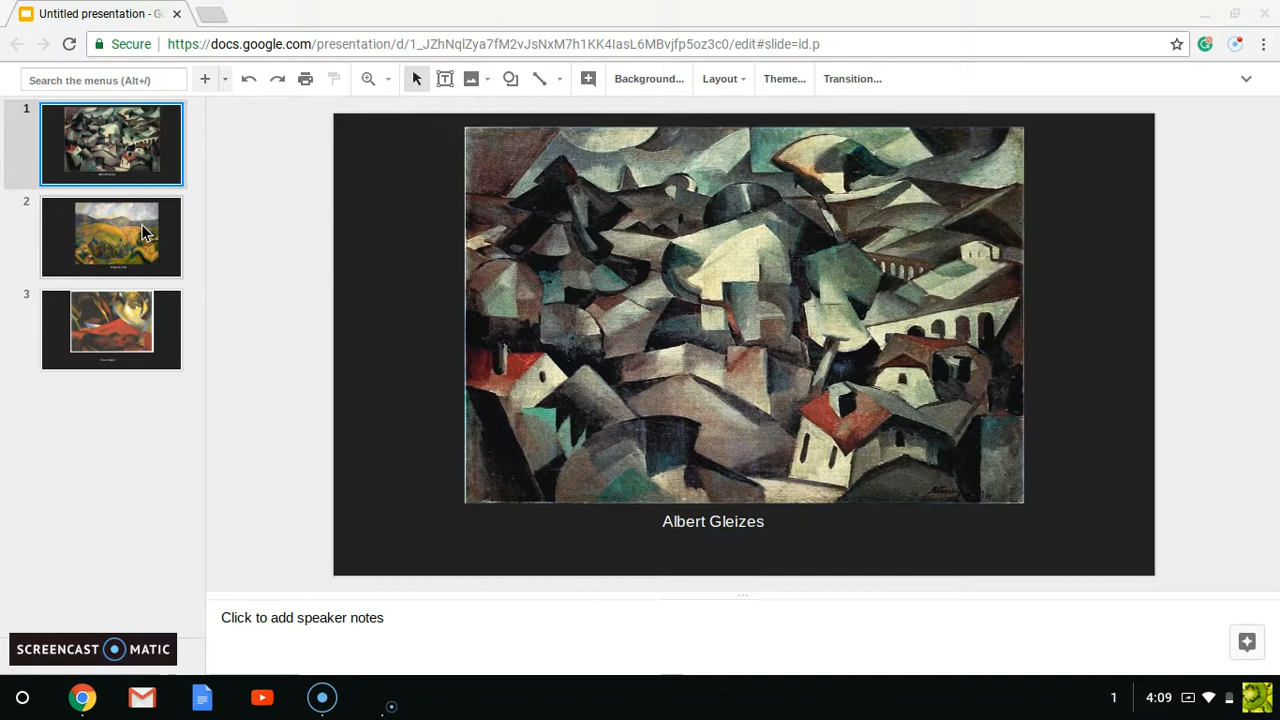 Untitled presentation - Go
Secure
https://docs.google.com/presentation/d/1_JZhNqlZya7fM2vJsNxM7h1KK4IasL6MBvjfp5oz3c0/edit#slide=id.p
Search the menus (Alt+/)
Background...
Layout
Theme...
Transition...
1
2
3
Albert Gleizes
Click to add speaker notes
SCREENCAST MATIC
1
4:09